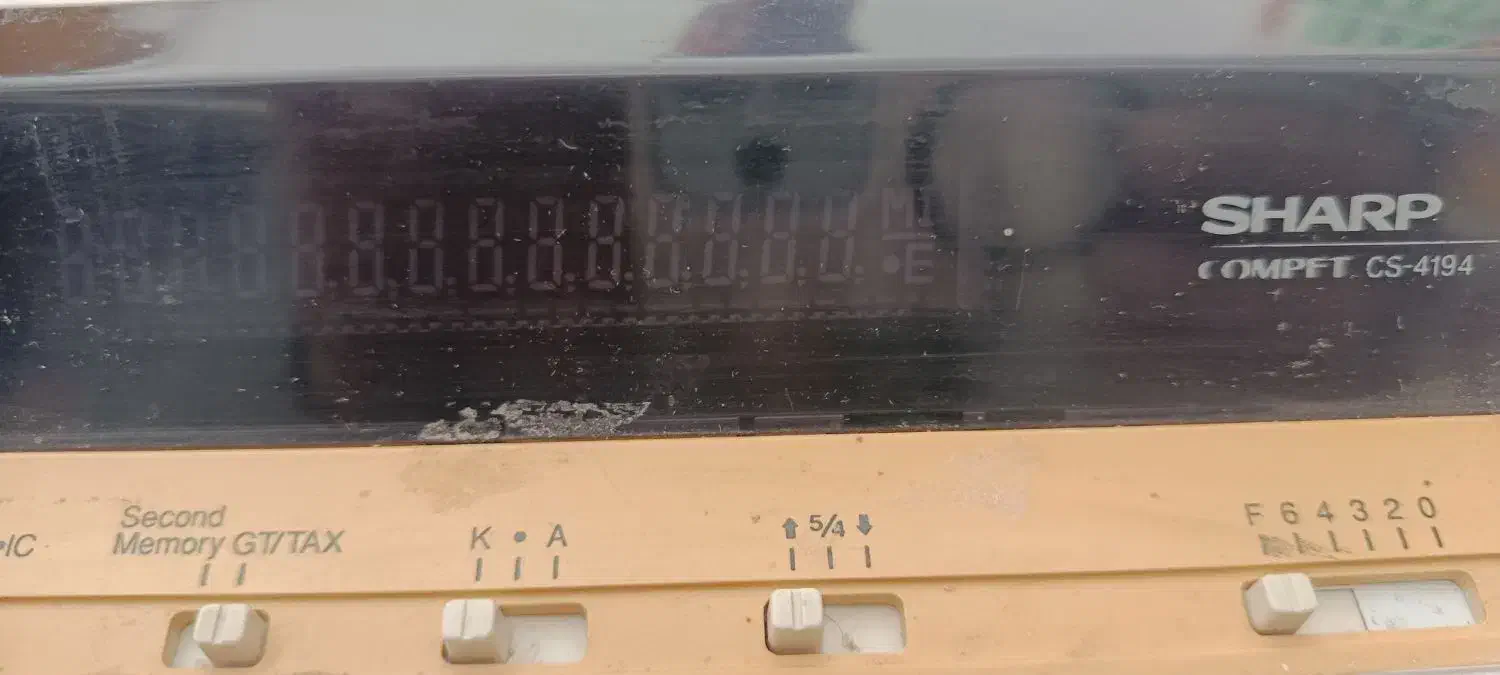 SHARP
COMPET CS-4194
M
E
•IC
Second
Memory GT/TAX
K • A
⬆ 5/4 ⬇
F 6 4 3 2 0